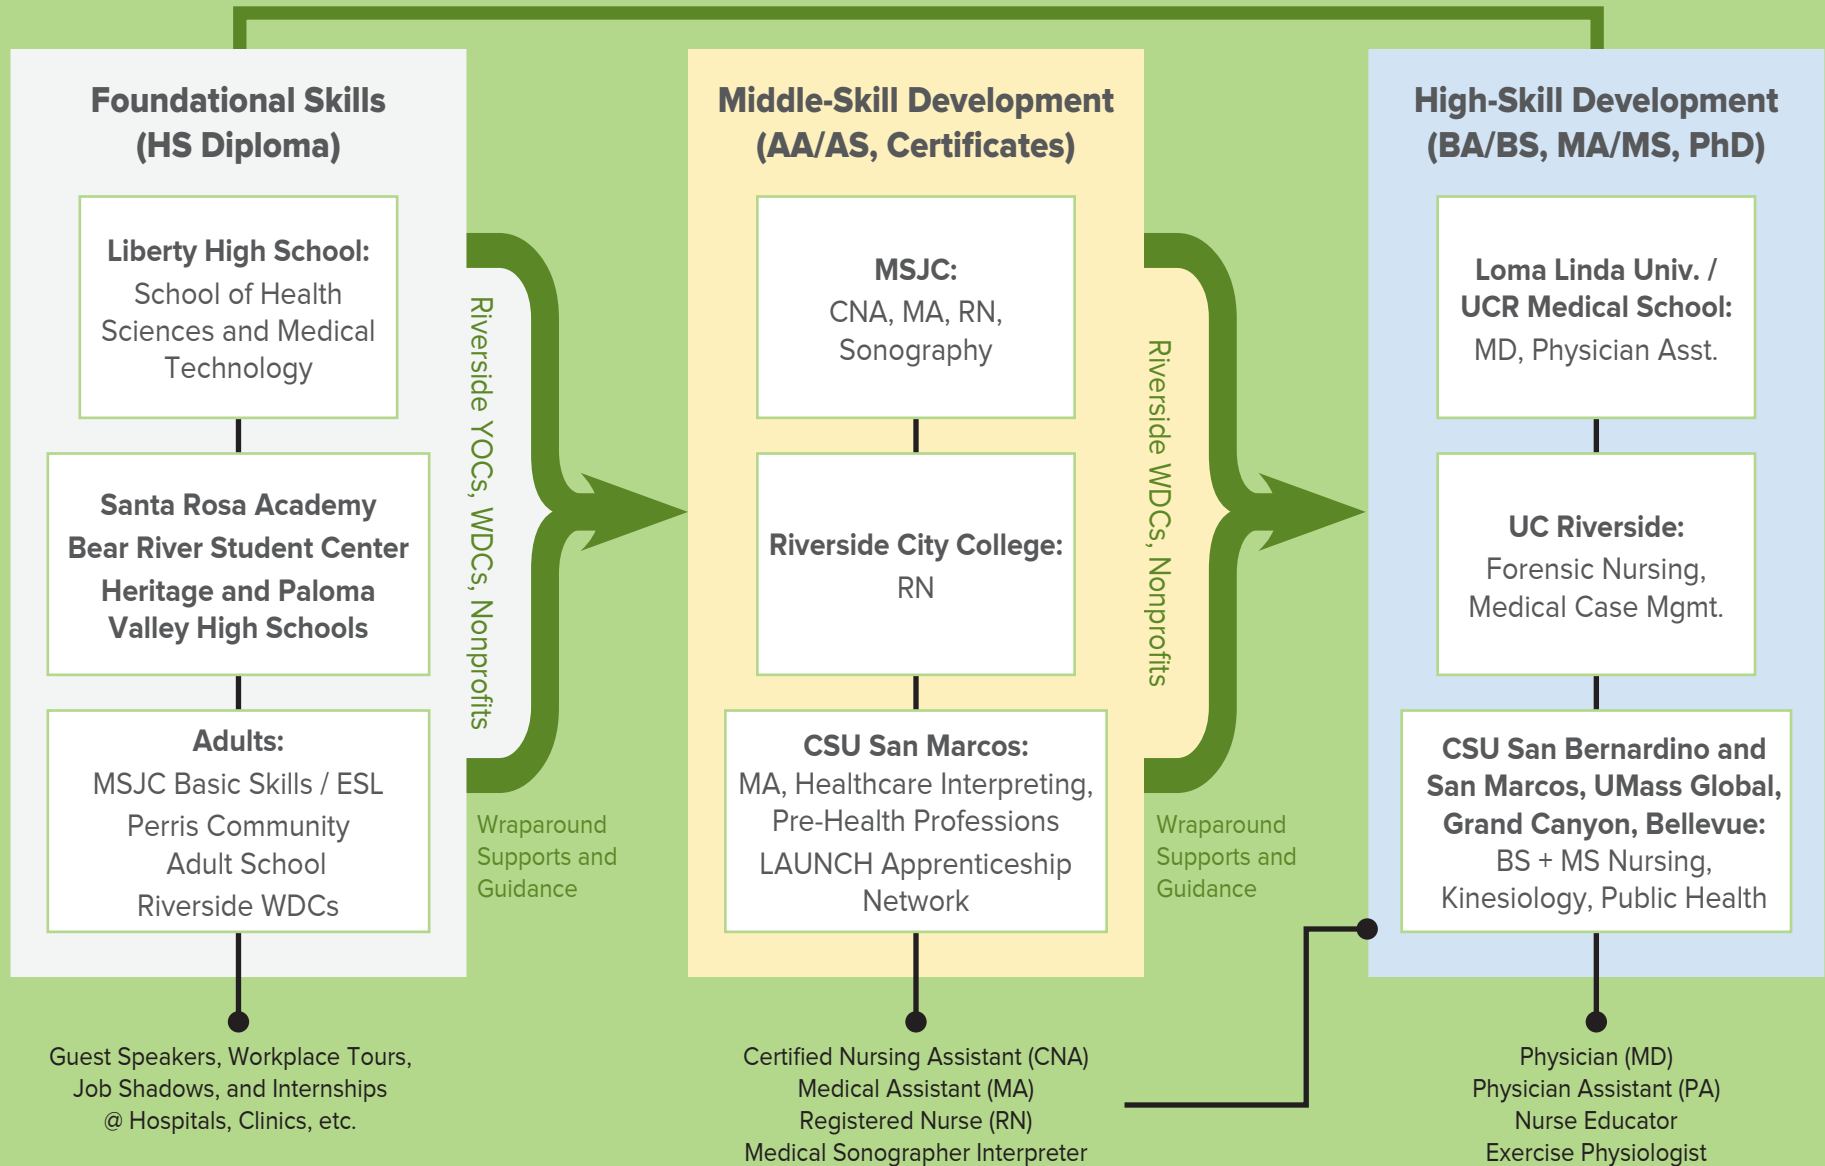 Foundational Skills
(HS Diploma)
Liberty High School:
School of Health
Sciences and Medical
Technology
Santa Rosa Academy
Bear River Student Center
Heritage and Paloma
Valley High Schools
Adults:
MSJC Basic Skills / ESL
Perris Community
Adult School
Riverside WDCs
Guest Speakers, Workplace Tours,
Job Shadows, and Internships
@ Hospitals, Clinics, etc.
Riverside YOCs, WDCs, Nonprofits
Wraparound
Supports and
Guidance
Middle-Skill Development
(AA/AS, Certificates)
MSJC:
CNA, MA, RN,
Sonography
Riverside City College:
RN
CSU San Marcos:
MA, Healthcare Interpreting,
Pre-Health Professions
LAUNCH Apprenticeship
Network
Certified Nursing Assistant (CNA)
Medical Assistant (MA)
Registered Nurse (RN)
Medical Sonographer Interpreter
Riverside WDCs, Nonprofits
Wraparound
Supports and
Guidance
High-Skill Development
(BA/BS, MA/MS, PhD)
Loma Linda Univ. /
UCR Medical School:
MD, Physician Asst.
UC Riverside:
Forensic Nursing,
Medical Case Mgmt.
CSU San Bernardino and
San Marcos, UMass Global,
Grand Canyon, Bellevue:
BS + MS Nursing,
Kinesiology, Public Health
Physician (MD)
Physician Assistant (PA)
Nurse Educator
Exercise Physiologist